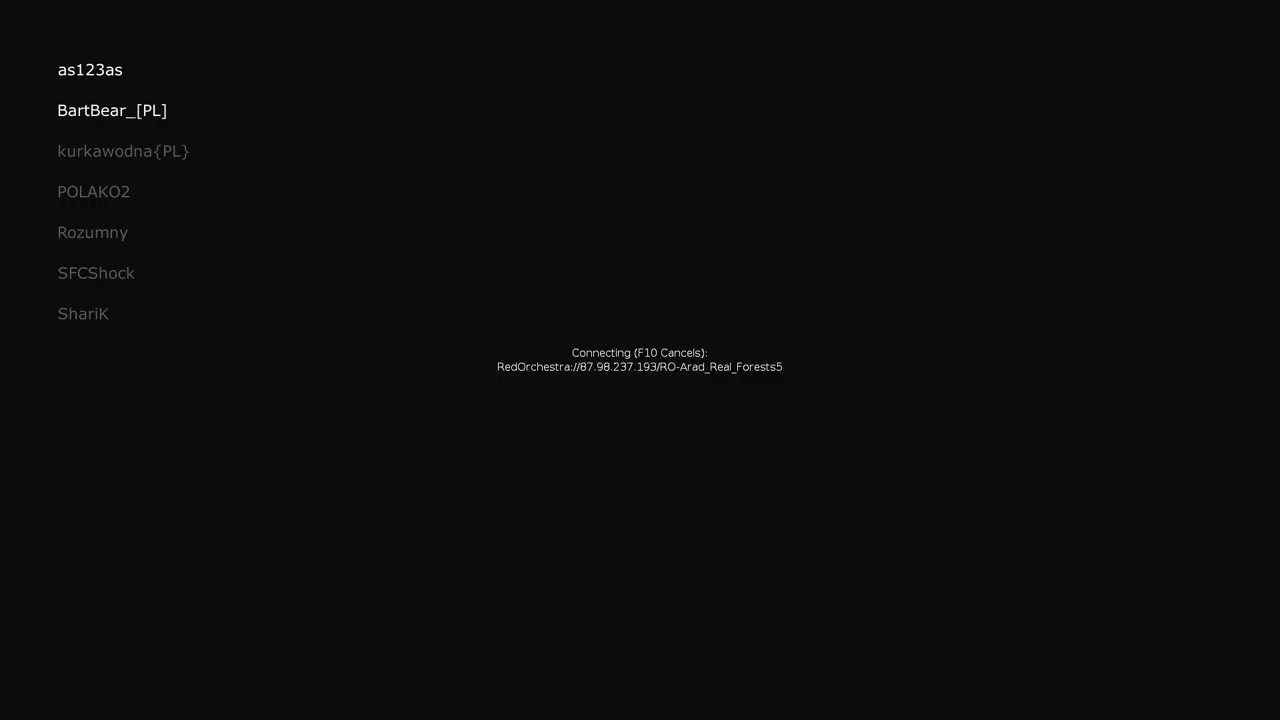 as123as
BartBear_[PL]
kurkawodna{PL}
POLAKO2
Rozumny
SFCShock
ShariK
Connecting (F10 Cancels):
RedOrchestra://87.98.237.193/RO-Arad_Real_Forests5